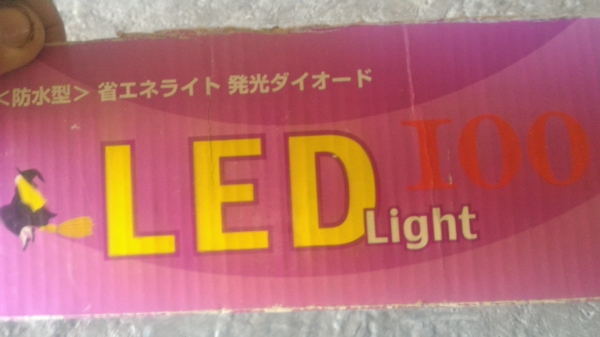 <防水型> 省エネライト 発光ダイオード
LED 100
Light